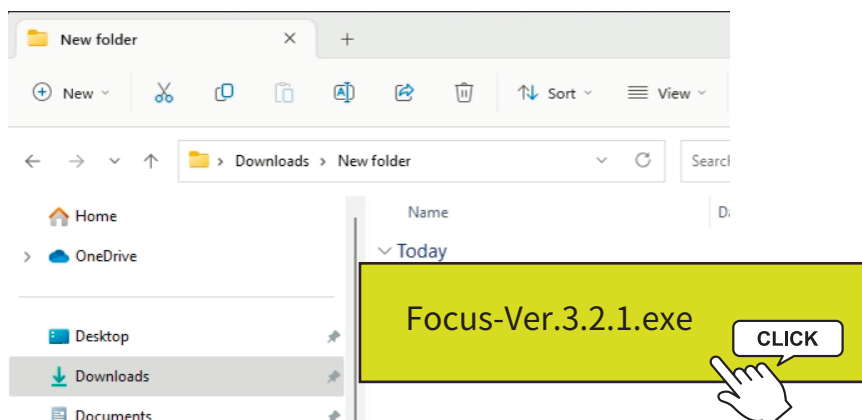 New folder
New
Sort
View
Downloads > New folder
Search
Home
Name
Da
OneDrive
Today
Focus-Ver.3.2.1.exe
CLICK
Desktop
Downloads
Documents